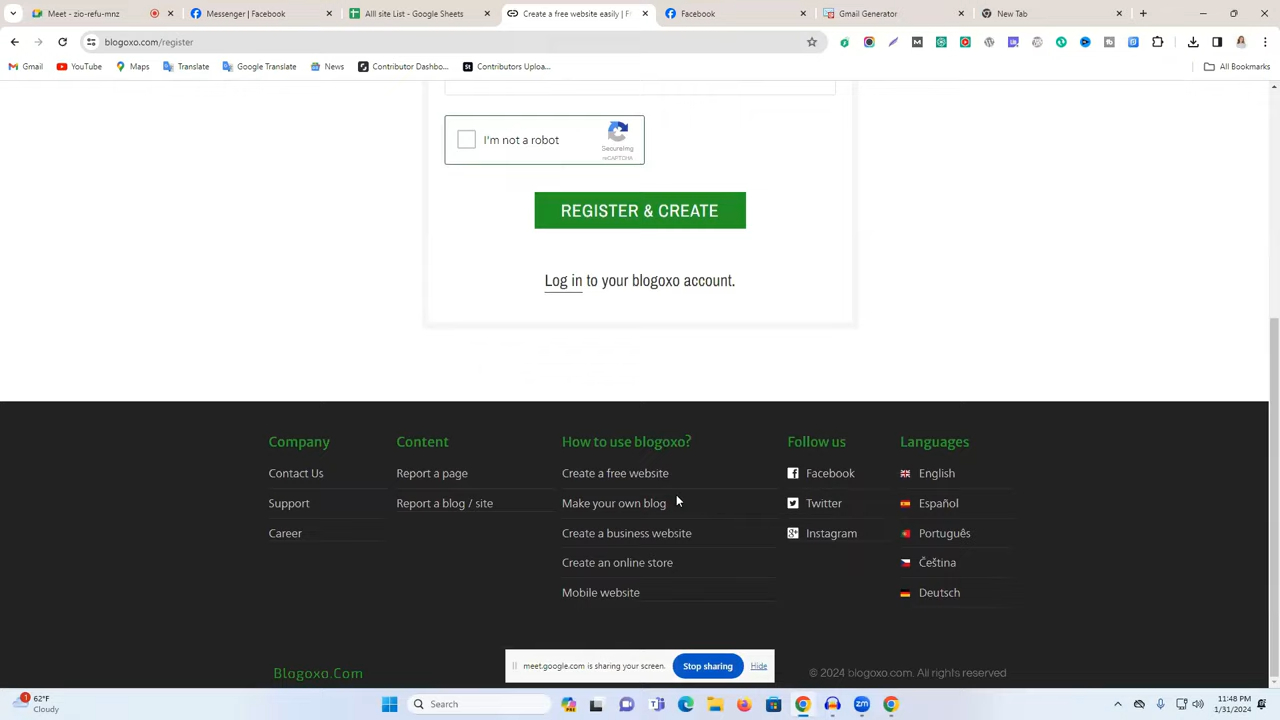 Meet - zio-refu-mnz
Messenger | Facebook
Alll site List - Google Sheets
Create a free website easily | F
Facebook
Gmail Generator
New Tab
blogoxo.com/register
Gmail
YouTube
Maps
Translate
Google Translate
News
Contributor Dashbo...
Contributors Uploa...
All Bookmarks
I'm not a robot
SecureImg
reCAPTCHA
REGISTER & CREATE
Log in to your blogoxo account.
Company
Contact Us
Support
Career
Content
Report a page
Report a blog / site
How to use blogoxo?
Create a free website
Make your own blog
Create a business website
Create an online store
Mobile website
Follow us
Facebook
Twitter
Instagram
Languages
English
Español
Português
Čeština
Deutsch
Blogoxo.Com
meet.google.com is sharing your screen.
Stop sharing
Hide
© 2024 blogoxo.com. All rights reserved
1
62°F
Cloudy
Search
11:48 PM
1/31/2024